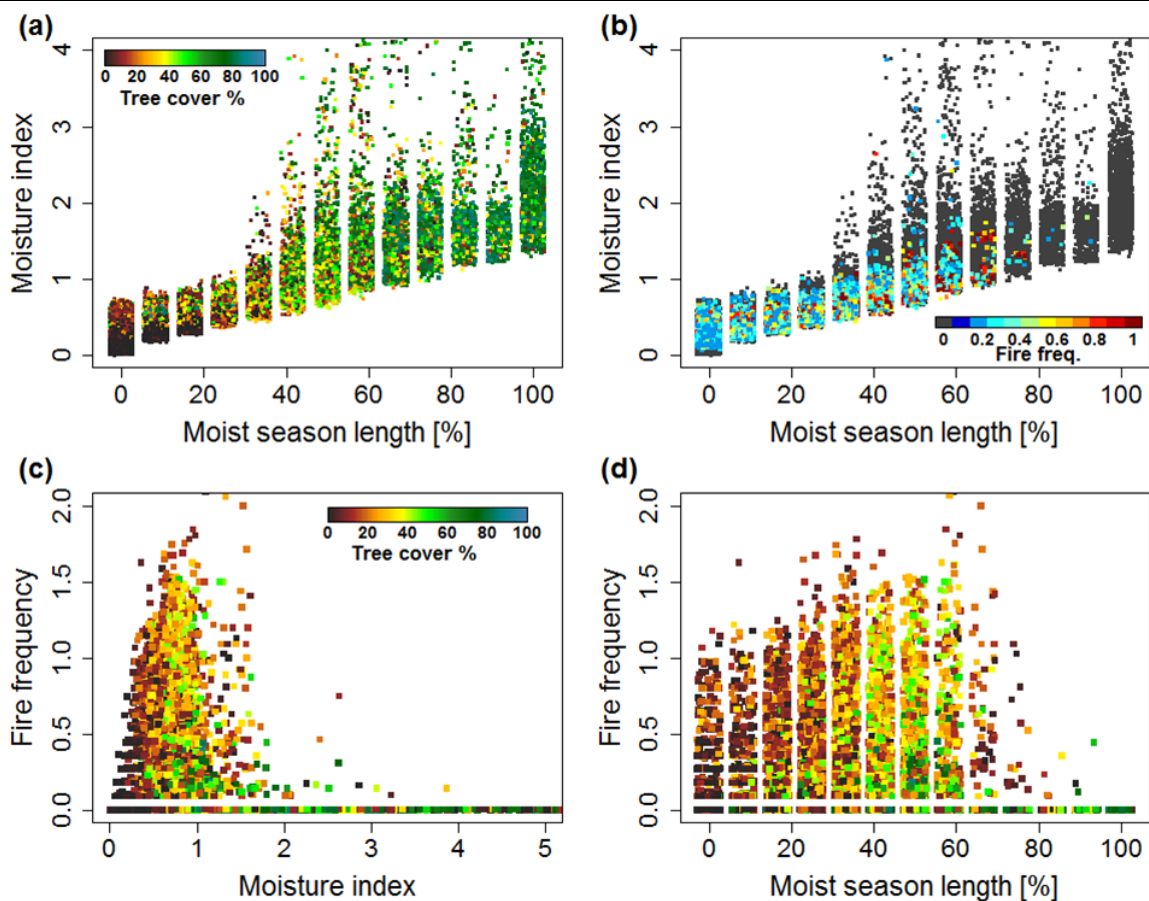 (a)
4
3
2
1
0
Moisture index
0 20 40 60 80 100
Tree cover %
0 20 40 60 80 100
Moist season length [%]
(b)
4
3
2
1
0
Moisture index
0 0.2 0.4 0.6 0.8 1
Fire freq.
0 20 40 60 80 100
Moist season length [%]
(c)
2.0
1.5
1.0
0.5
0.0
Fire frequency
0 20 40 60 80 100
Tree cover %
0 1 2 3 4 5
Moisture index
(d)
2.0
1.5
1.0
0.5
0.0
Fire frequency
0 20 40 60 80 100
Moist season length [%]